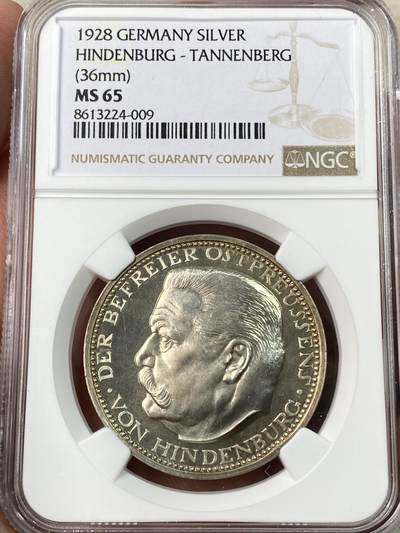 1928 GERMANY SILVER
HINDENBURG - TANNENBERG
(36mm)
MS 65
8613224-009
NUMISMATIC GUARANTY COMPANY
NGC®
· DER BEFREIER OSTPREUSSENS ·
VON HINDENBURG